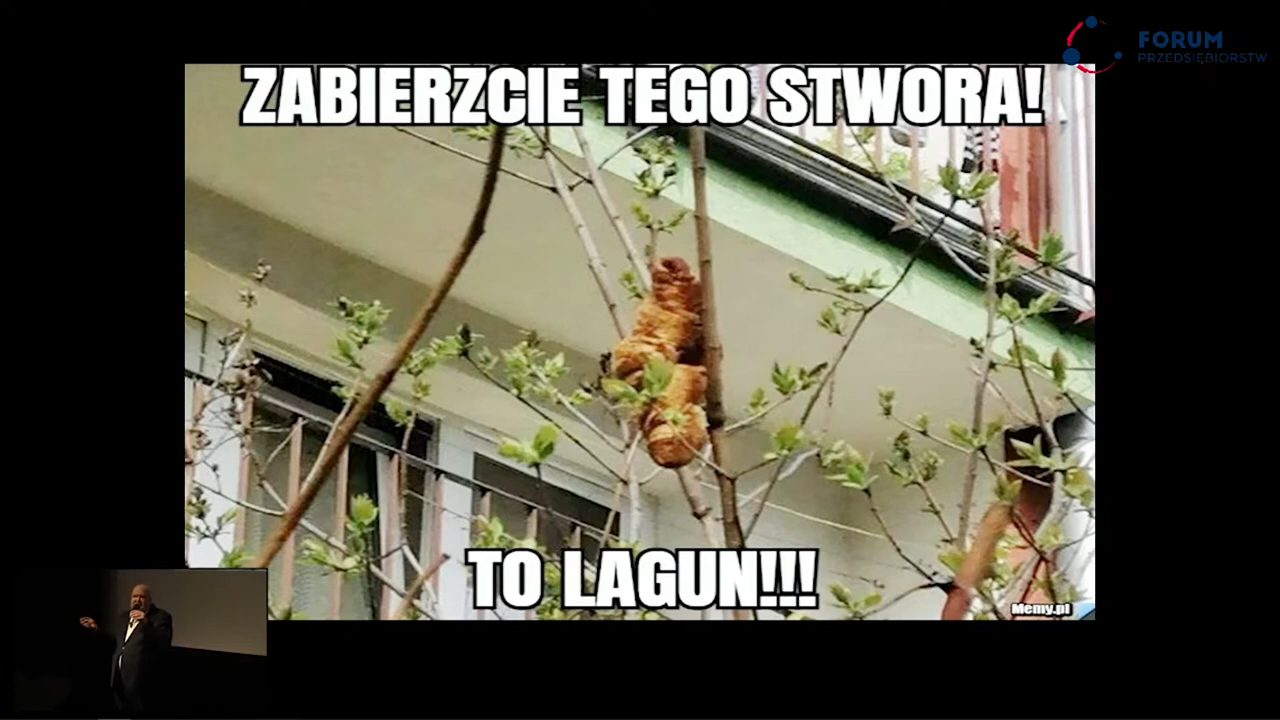 FORUM
PRZEDSIĘBIORSTW
ZABIERZCIE TEGO STWORA!
TO LAGUN!!!
Memy.pl